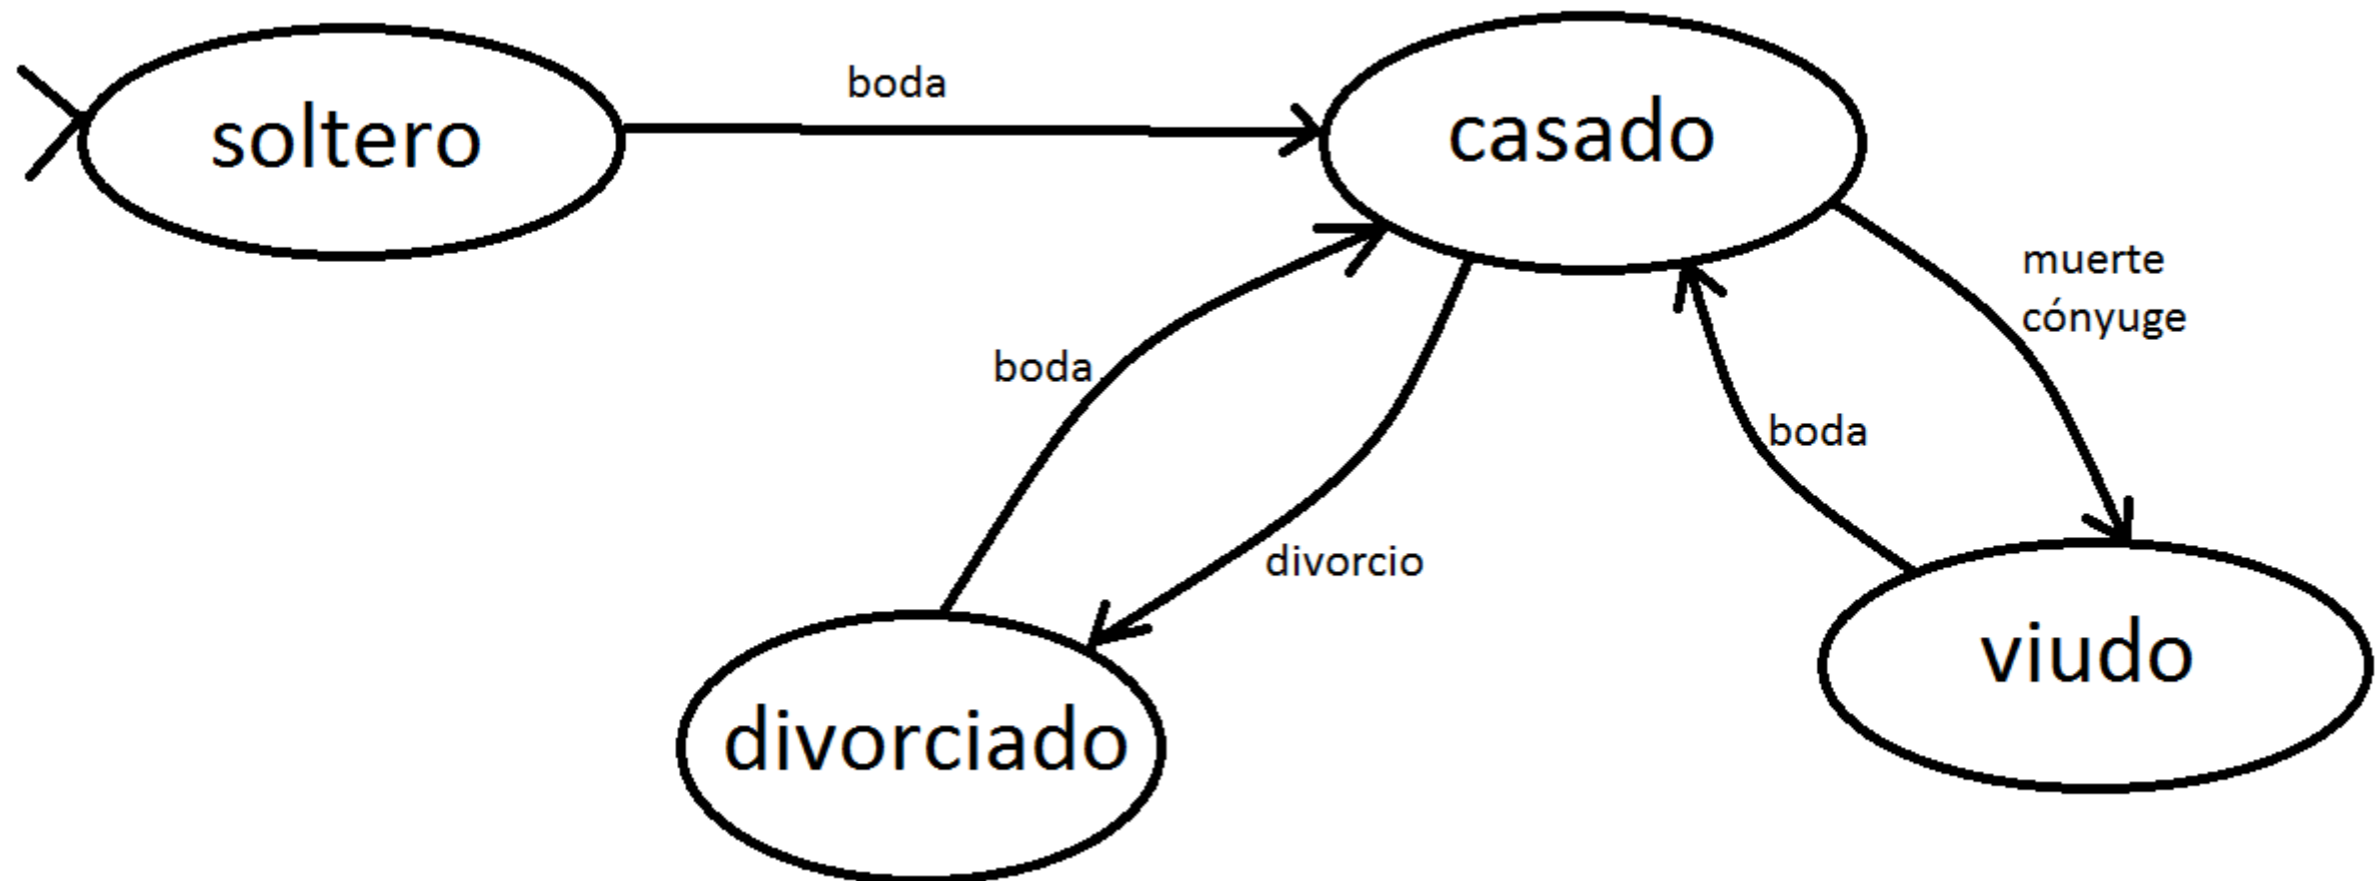 boda
soltero
casado
muerte
cónyuge
boda
boda
divorcio
viudo
divorciado